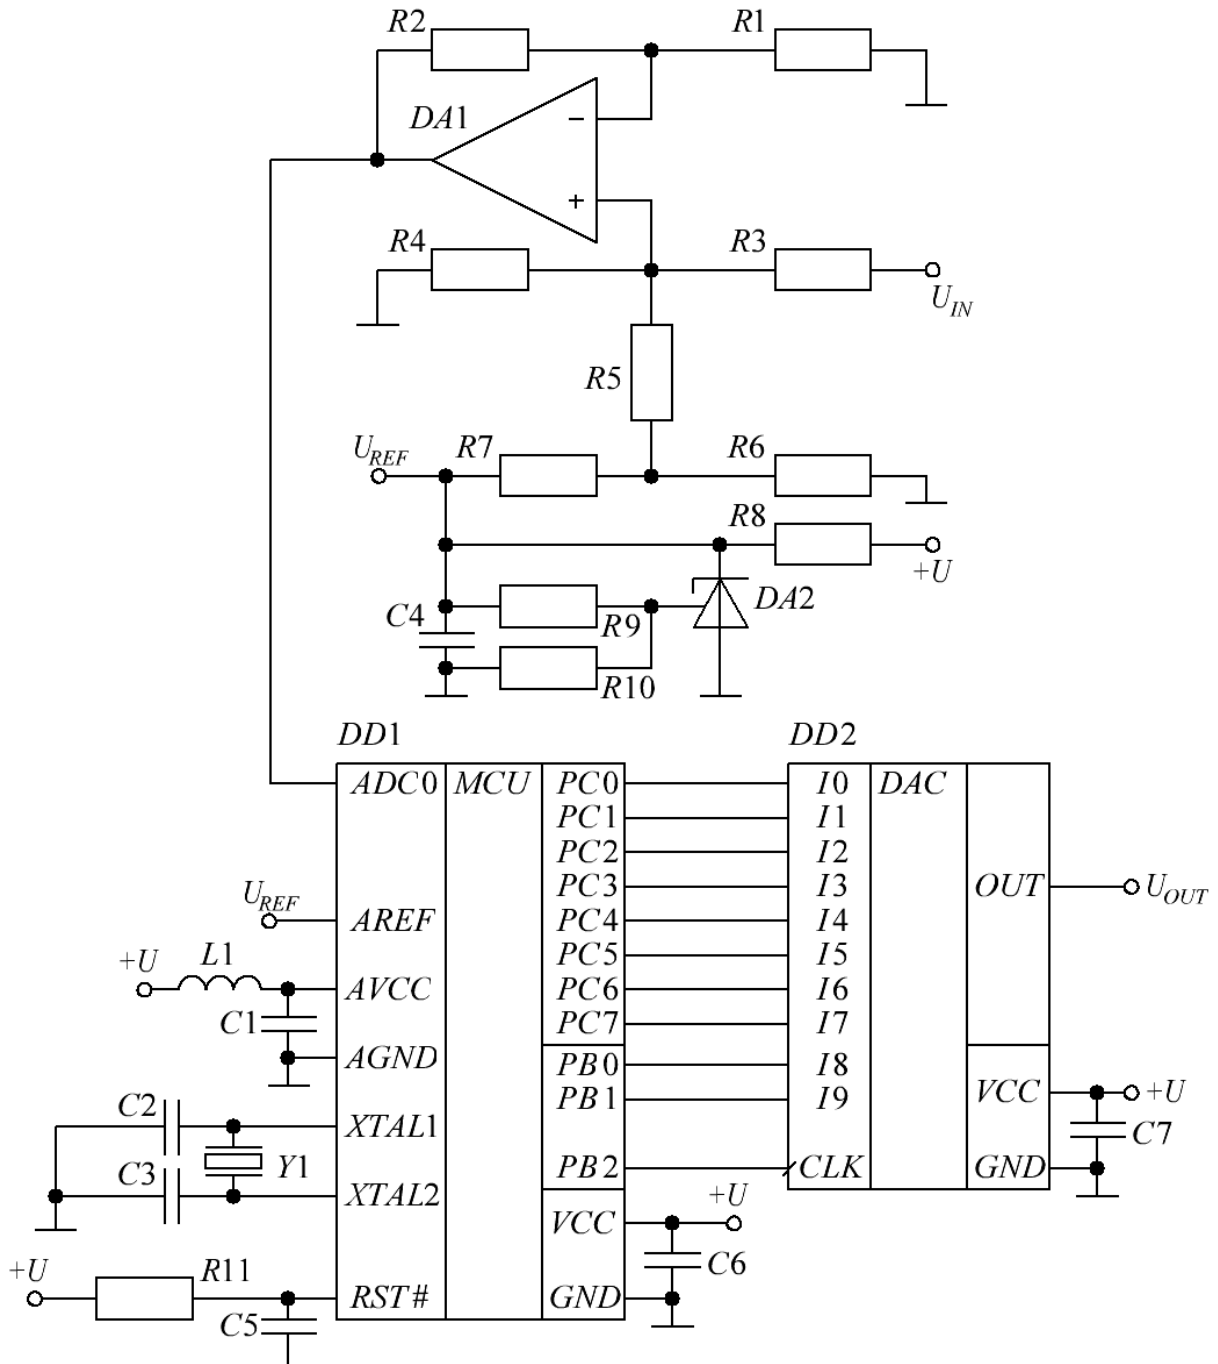 R2
R1
DA1
−
+
R4
R3
U_IN
R5
U_REF
R7
R6
R8
+U
DA2
C4
R9
R10
DD1
DD2
ADC0
MCU
PC0
I0
DAC
PC1
I1
PC2
I2
PC3
I3
OUT
U_OUT
U_REF
AREF
PC4
I4
PC5
I5
+U
L1
AVCC
PC6
I6
C1
PC7
I7
AGND
PB0
I8
PB1
I9
VCC
+U
C2
XTAL1
C7
C3
Y1
PB2
CLK
GND
XTAL2
+U
VCC
C6
+U
R11
RST#
GND
C5